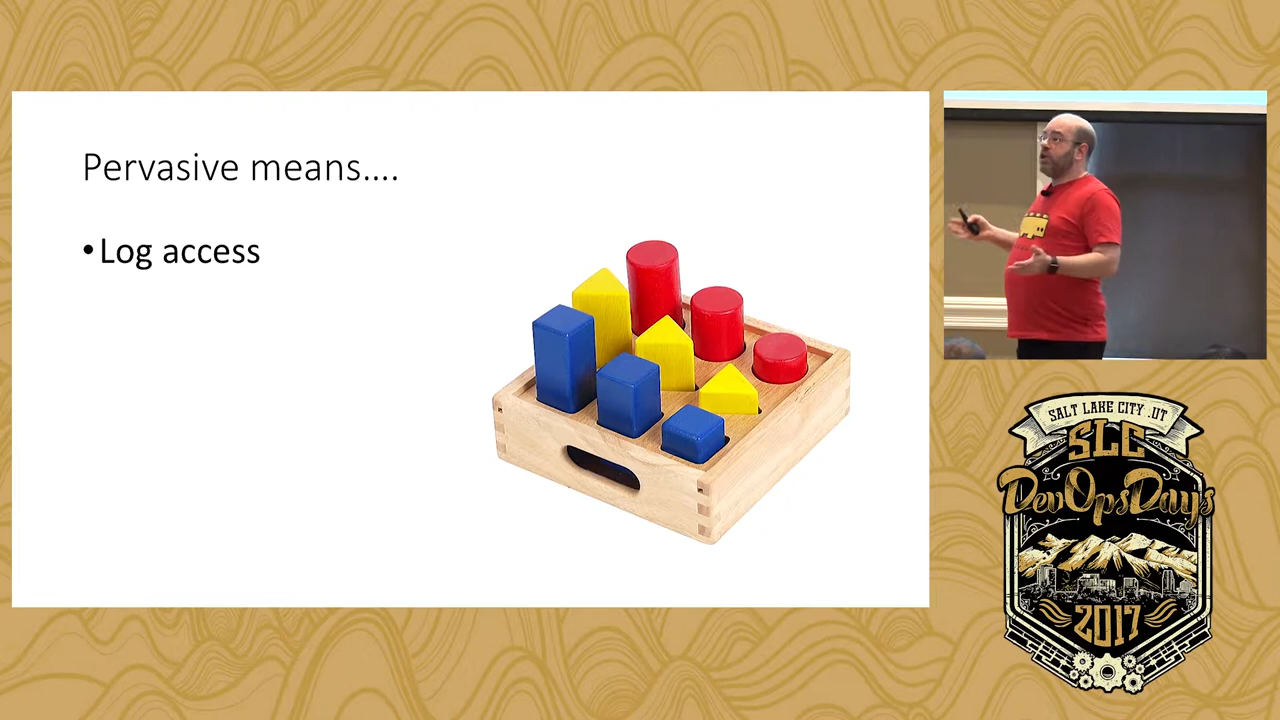 Pervasive means....
•Log access
SALT LAKE CITY .UT
SLC
DevOpsDays
2017